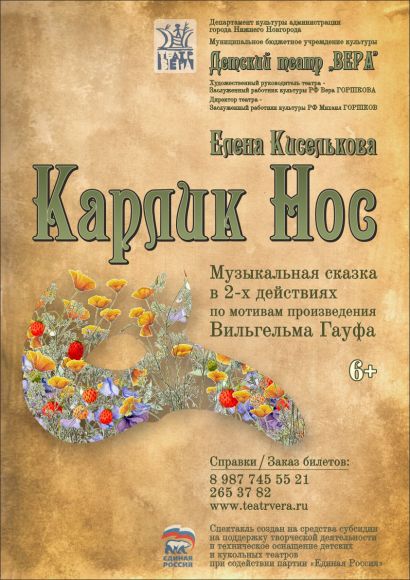 Департамент культуры администрации
города Нижнего Новгорода
Муниципальное бюджетное учреждение культуры
Детский театр „ВЕРА"
Художественный руководитель театра -
Заслуженный работник культуры РФ Вера ГОРШКОВА
Директор театра -
Заслуженный работник культуры РФ Михаил ГОРШКОВ
ТЕАТР
ВЕРА
Елена Киселькова
Карлик Нос
Музыкальная сказка
в 2-х действиях
по мотивам произведения
Вильгельма Гауфа
6+
Справки / Заказ билетов:
8 987 745 55 21
265 37 82
www.teatrvera.ru
ЕДИНАЯ
РОССИЯ
Спектакль создан на средства субсидии
на поддержку творческой деятельности
и техническое оснащение детских
и кукольных театров
при содействии партии «Единая Россия»